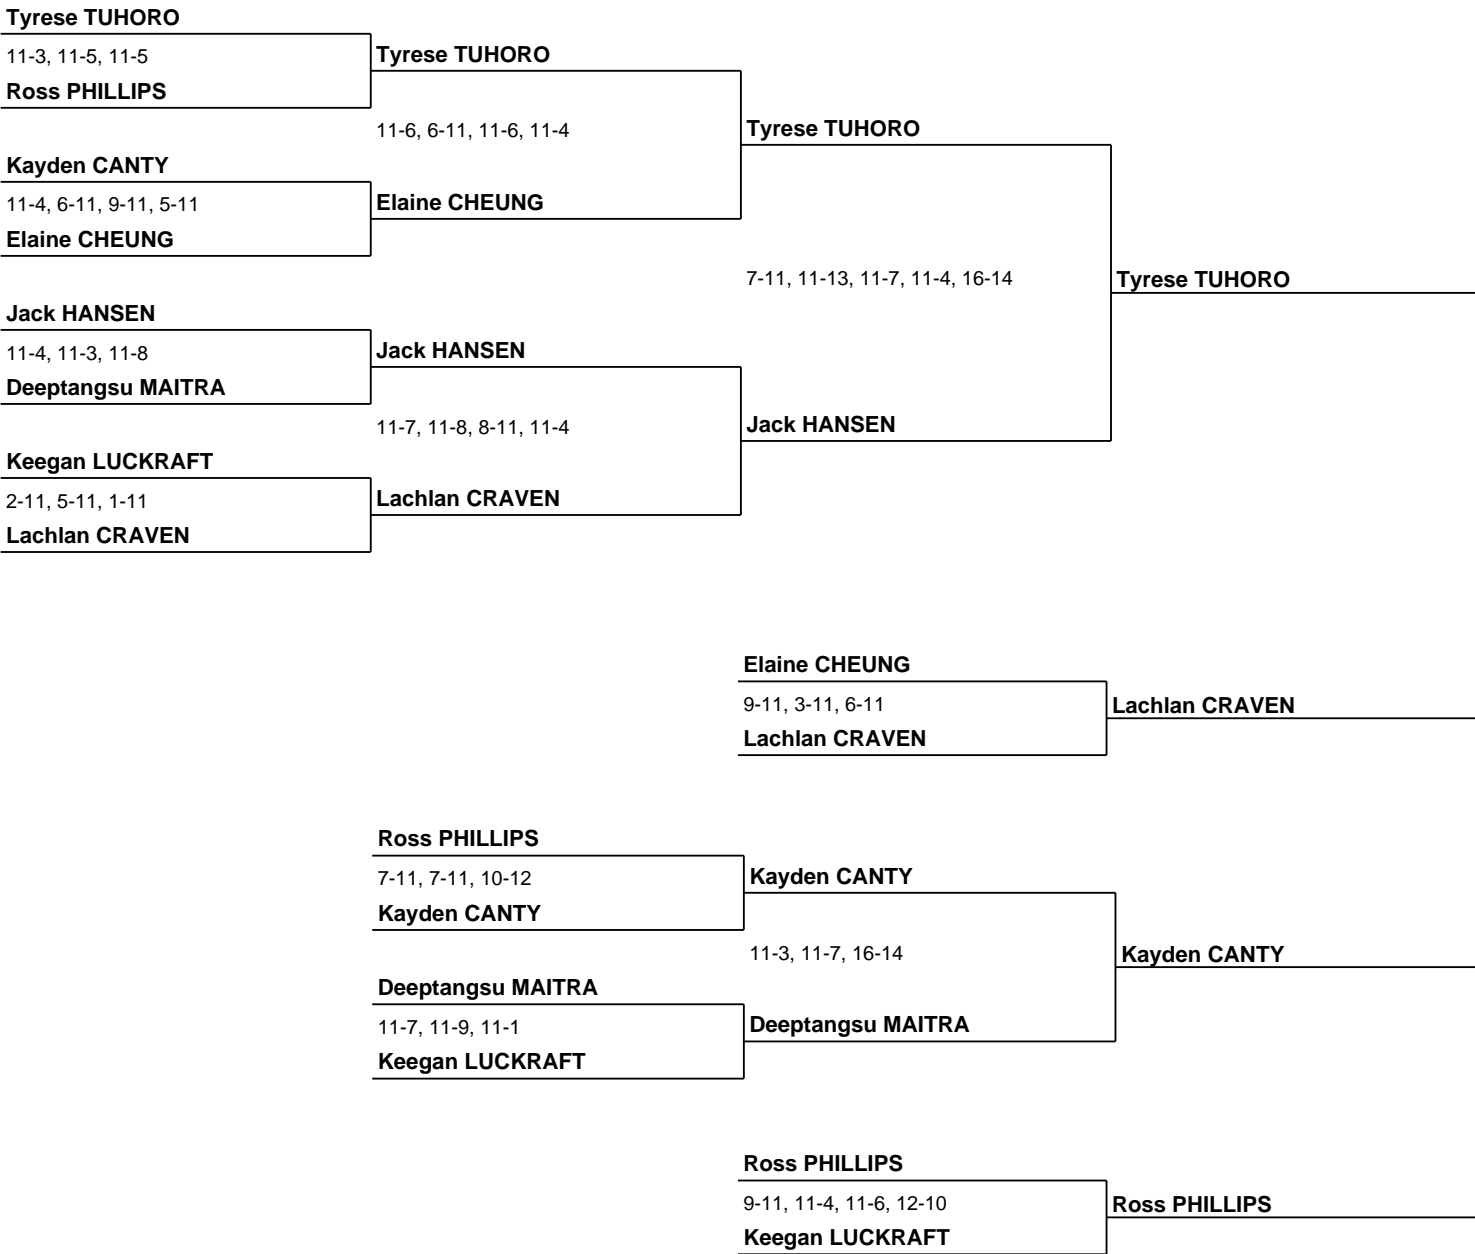 Tyrese TUHORO
11-3, 11-5, 11-5
Tyrese TUHORO
Ross PHILLIPS
11-6, 6-11, 11-6, 11-4
Tyrese TUHORO
Kayden CANTY
11-4, 6-11, 9-11, 5-11
Elaine CHEUNG
Elaine CHEUNG
7-11, 11-13, 11-7, 11-4, 16-14
Tyrese TUHORO
Jack HANSEN
11-4, 11-3, 11-8
Jack HANSEN
Deeptangsu MAITRA
11-7, 11-8, 8-11, 11-4
Jack HANSEN
Keegan LUCKRAFT
2-11, 5-11, 1-11
Lachlan CRAVEN
Lachlan CRAVEN
Elaine CHEUNG
9-11, 3-11, 6-11
Lachlan CRAVEN
Lachlan CRAVEN
Ross PHILLIPS
7-11, 7-11, 10-12
Kayden CANTY
Kayden CANTY
11-3, 11-7, 16-14
Kayden CANTY
Deeptangsu MAITRA
11-7, 11-9, 11-1
Deeptangsu MAITRA
Keegan LUCKRAFT
Ross PHILLIPS
9-11, 11-4, 11-6, 12-10
Ross PHILLIPS
Keegan LUCKRAFT